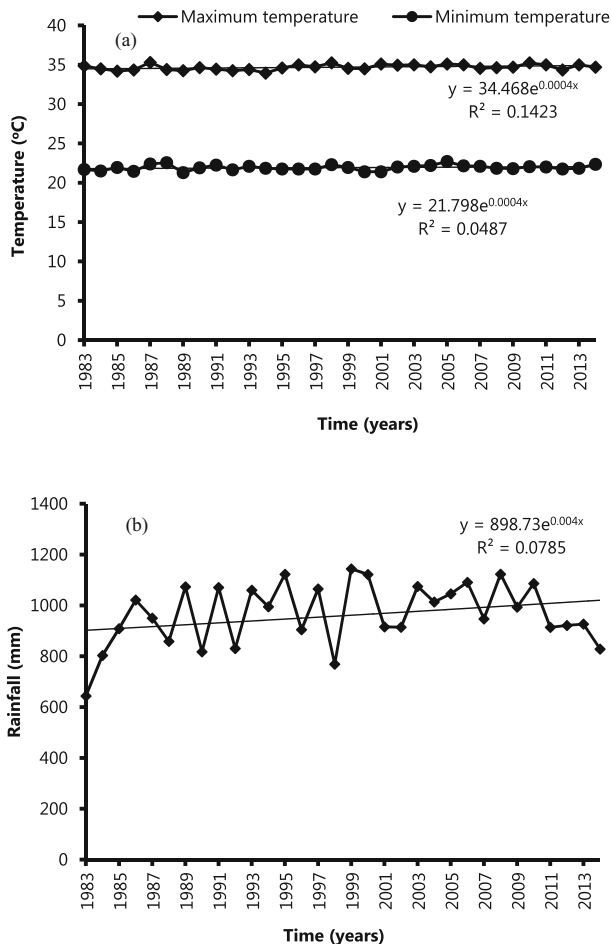 Maximum temperature Minimum temperature
(a)
40
35
30
25
20
15
10
5
0
y = 34.468e^0.0004x
R² = 0.1423
y = 21.798e^0.0004x
R² = 0.0487
Temperature (ºC)
1983 1985 1987 1989 1991 1993 1995 1997 1999 2001 2003 2005 2007 2009 2011 2013
Time (years)
(b)
1400
1200
1000
800
600
400
200
0
y = 898.73e^0.004x
R² = 0.0785
Rainfall (mm)
1983 1985 1987 1989 1991 1993 1995 1997 1999 2001 2003 2005 2007 2009 2011 2013
Time (years)